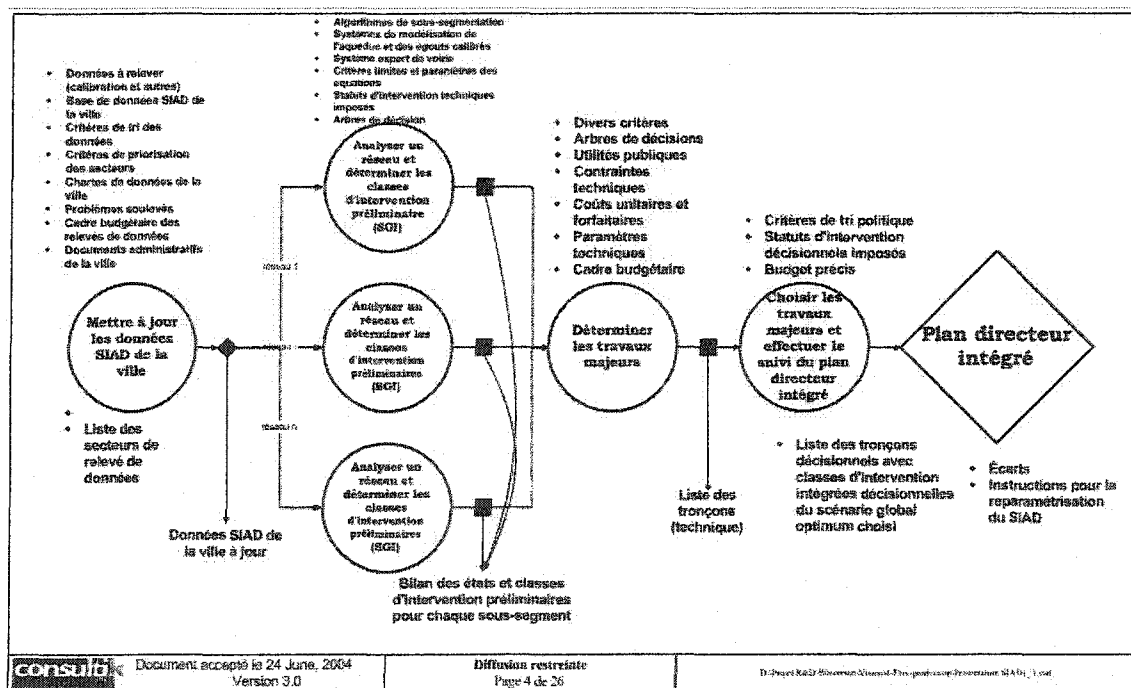 • Algorithmes de sous-segmentation
• Systèmes de modélisation de
l'aqueduc et des égouts calibrés
• Système expert de voirie
• Critères limites et paramètres des
équations
• Statuts d'intervention techniques
imposés
• Arbres de décision
• Données à relever
(calibration et autres)
• Base de données SIAD de
la ville
• Critères de tri des
données
• Critères de priorisation
des secteurs
• Chartes de données de la
ville
• Problèmes soulevés
• Cadre budgétaire des
relevés de données
• Documents administratifs
de la ville
• Divers critères
• Arbres de décisions
• Utilités publiques
• Contraintes
techniques
• Coûts unitaires et
forfaitaires
• Paramètres
techniques
• Cadre budgétaire
• Critères de tri politique
• Statuts d'intervention
décisionnels imposés
• Budget précis
Mettre à jour
les données
SIAD de la
ville
réseau 1
réseau n
Analyser un
réseau et
déterminer les
classes
d'intervention
préliminaire
(SGI)
Analyser un
réseau et
déterminer les
classes
d'intervention
préliminaires
(SGI)
Analyser un
réseau et
déterminer les
classes
d'intervention
préliminaires
(SGI)
Déterminer
les travaux
majeurs
Choisir les
travaux
majeurs et
effectuer le
suivi du plan
directeur
intégré
Plan directeur
intégré
•
• Liste des
secteurs de
relevé de
données
Données SIAD de
la ville à jour
Bilan des états et classes
d'intervention préliminaires
pour chaque sous-segment
Liste des
tronçons
(technique)
• Liste des tronçons
décisionnels avec
classes d'intervention
intégrées décisionnelles
du scénario global
optimum choisi
• Écarts
• Instructions pour la
reparamétrisation
du SIAD
Document accepté le 24 June, 2004
Version 3.0
Diffusion restreinte
Page 4 de 26